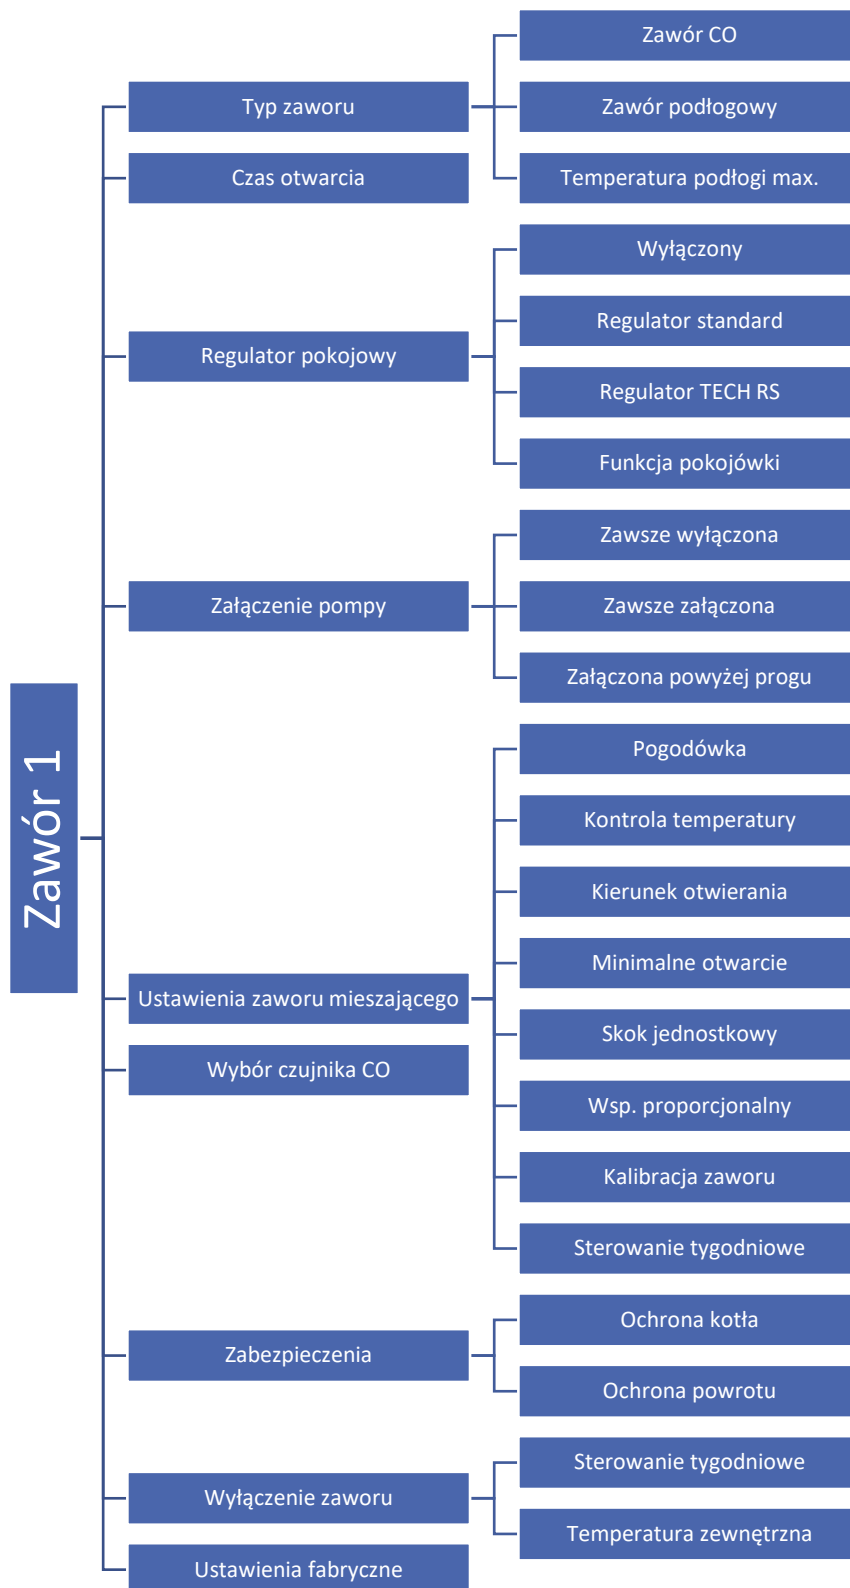 Zawór 1
Typ zaworu
Zawór CO
Zawór podłogowy
Temperatura podłogi max.
Czas otwarcia
Regulator pokojowy
Wyłączony
Regulator standard
Regulator TECH RS
Funkcja pokojówki
Załączenie pompy
Zawsze wyłączona
Zawsze załączona
Załączona powyżej progu
Ustawienia zaworu mieszającego
Pogodówka
Kontrola temperatury
Kierunek otwierania
Minimalne otwarcie
Skok jednostkowy
Wsp. proporcjonalny
Kalibracja zaworu
Sterowanie tygodniowe
Wybór czujnika CO
Zabezpieczenia
Ochrona kotła
Ochrona powrotu
Wyłączenie zaworu
Sterowanie tygodniowe
Temperatura zewnętrzna
Ustawienia fabryczne